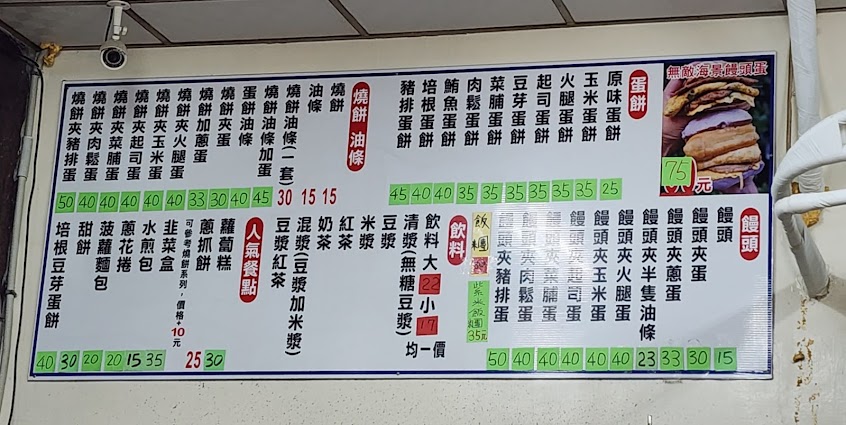 無敵海景饅頭蛋
75元
蛋餅
原味蛋餅 25
玉米蛋餅 35
火腿蛋餅 35
起司蛋餅 35
豆芽蛋餅 35
菜脯蛋餅 35
肉鬆蛋餅 35
鮪魚蛋餅 40
培根蛋餅 40
豬排蛋餅 45
燒餅 油條
燒餅 15
油條 15
燒餅油條(一套) 30
燒餅油條加蛋 45
蛋餅油條 40
燒餅夾蛋 30
燒餅加蔥蛋 33
燒餅夾火腿蛋 40
燒餅夾玉米蛋 40
燒餅夾起司蛋 40
燒餅夾菜脯蛋 40
燒餅夾肉鬆蛋 40
燒餅夾豬排蛋 50
饅頭
饅頭 15
饅頭夾蛋 30
饅頭夾蔥蛋 33
饅頭夾半隻油條 23
饅頭夾火腿蛋 40
饅頭夾玉米蛋 40
饅頭夾起司蛋 40
饅頭夾菜脯蛋 40
饅頭夾肉鬆蛋 40
饅頭夾豬排蛋 50
飯糰
紫米飯糰35元
飲料
飲料大22小17均一價
清漿(無糖豆漿)
豆漿
米漿
紅茶
奶茶
混漿(豆漿加米漿)
豆漿紅茶
人氣餐點
蘿蔔糕 30
蔥抓餅 25
可參考燒餅系列，價格+10元
韭菜盒 35
水煎包 15
蔥花捲 20
菠蘿麵包 20
甜餅 30
培根豆芽蛋餅 40